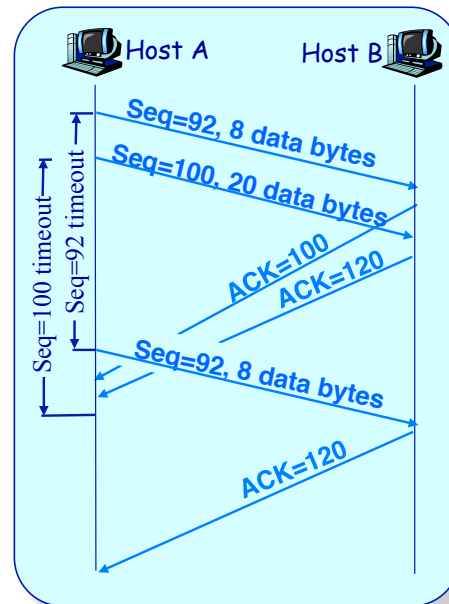 Host A
Host B
Seq=92, 8 data bytes
Seq=100, 20 data bytes
Seq=100 timeout
Seq=92 timeout
ACK=100
ACK=120
Seq=92, 8 data bytes
ACK=120